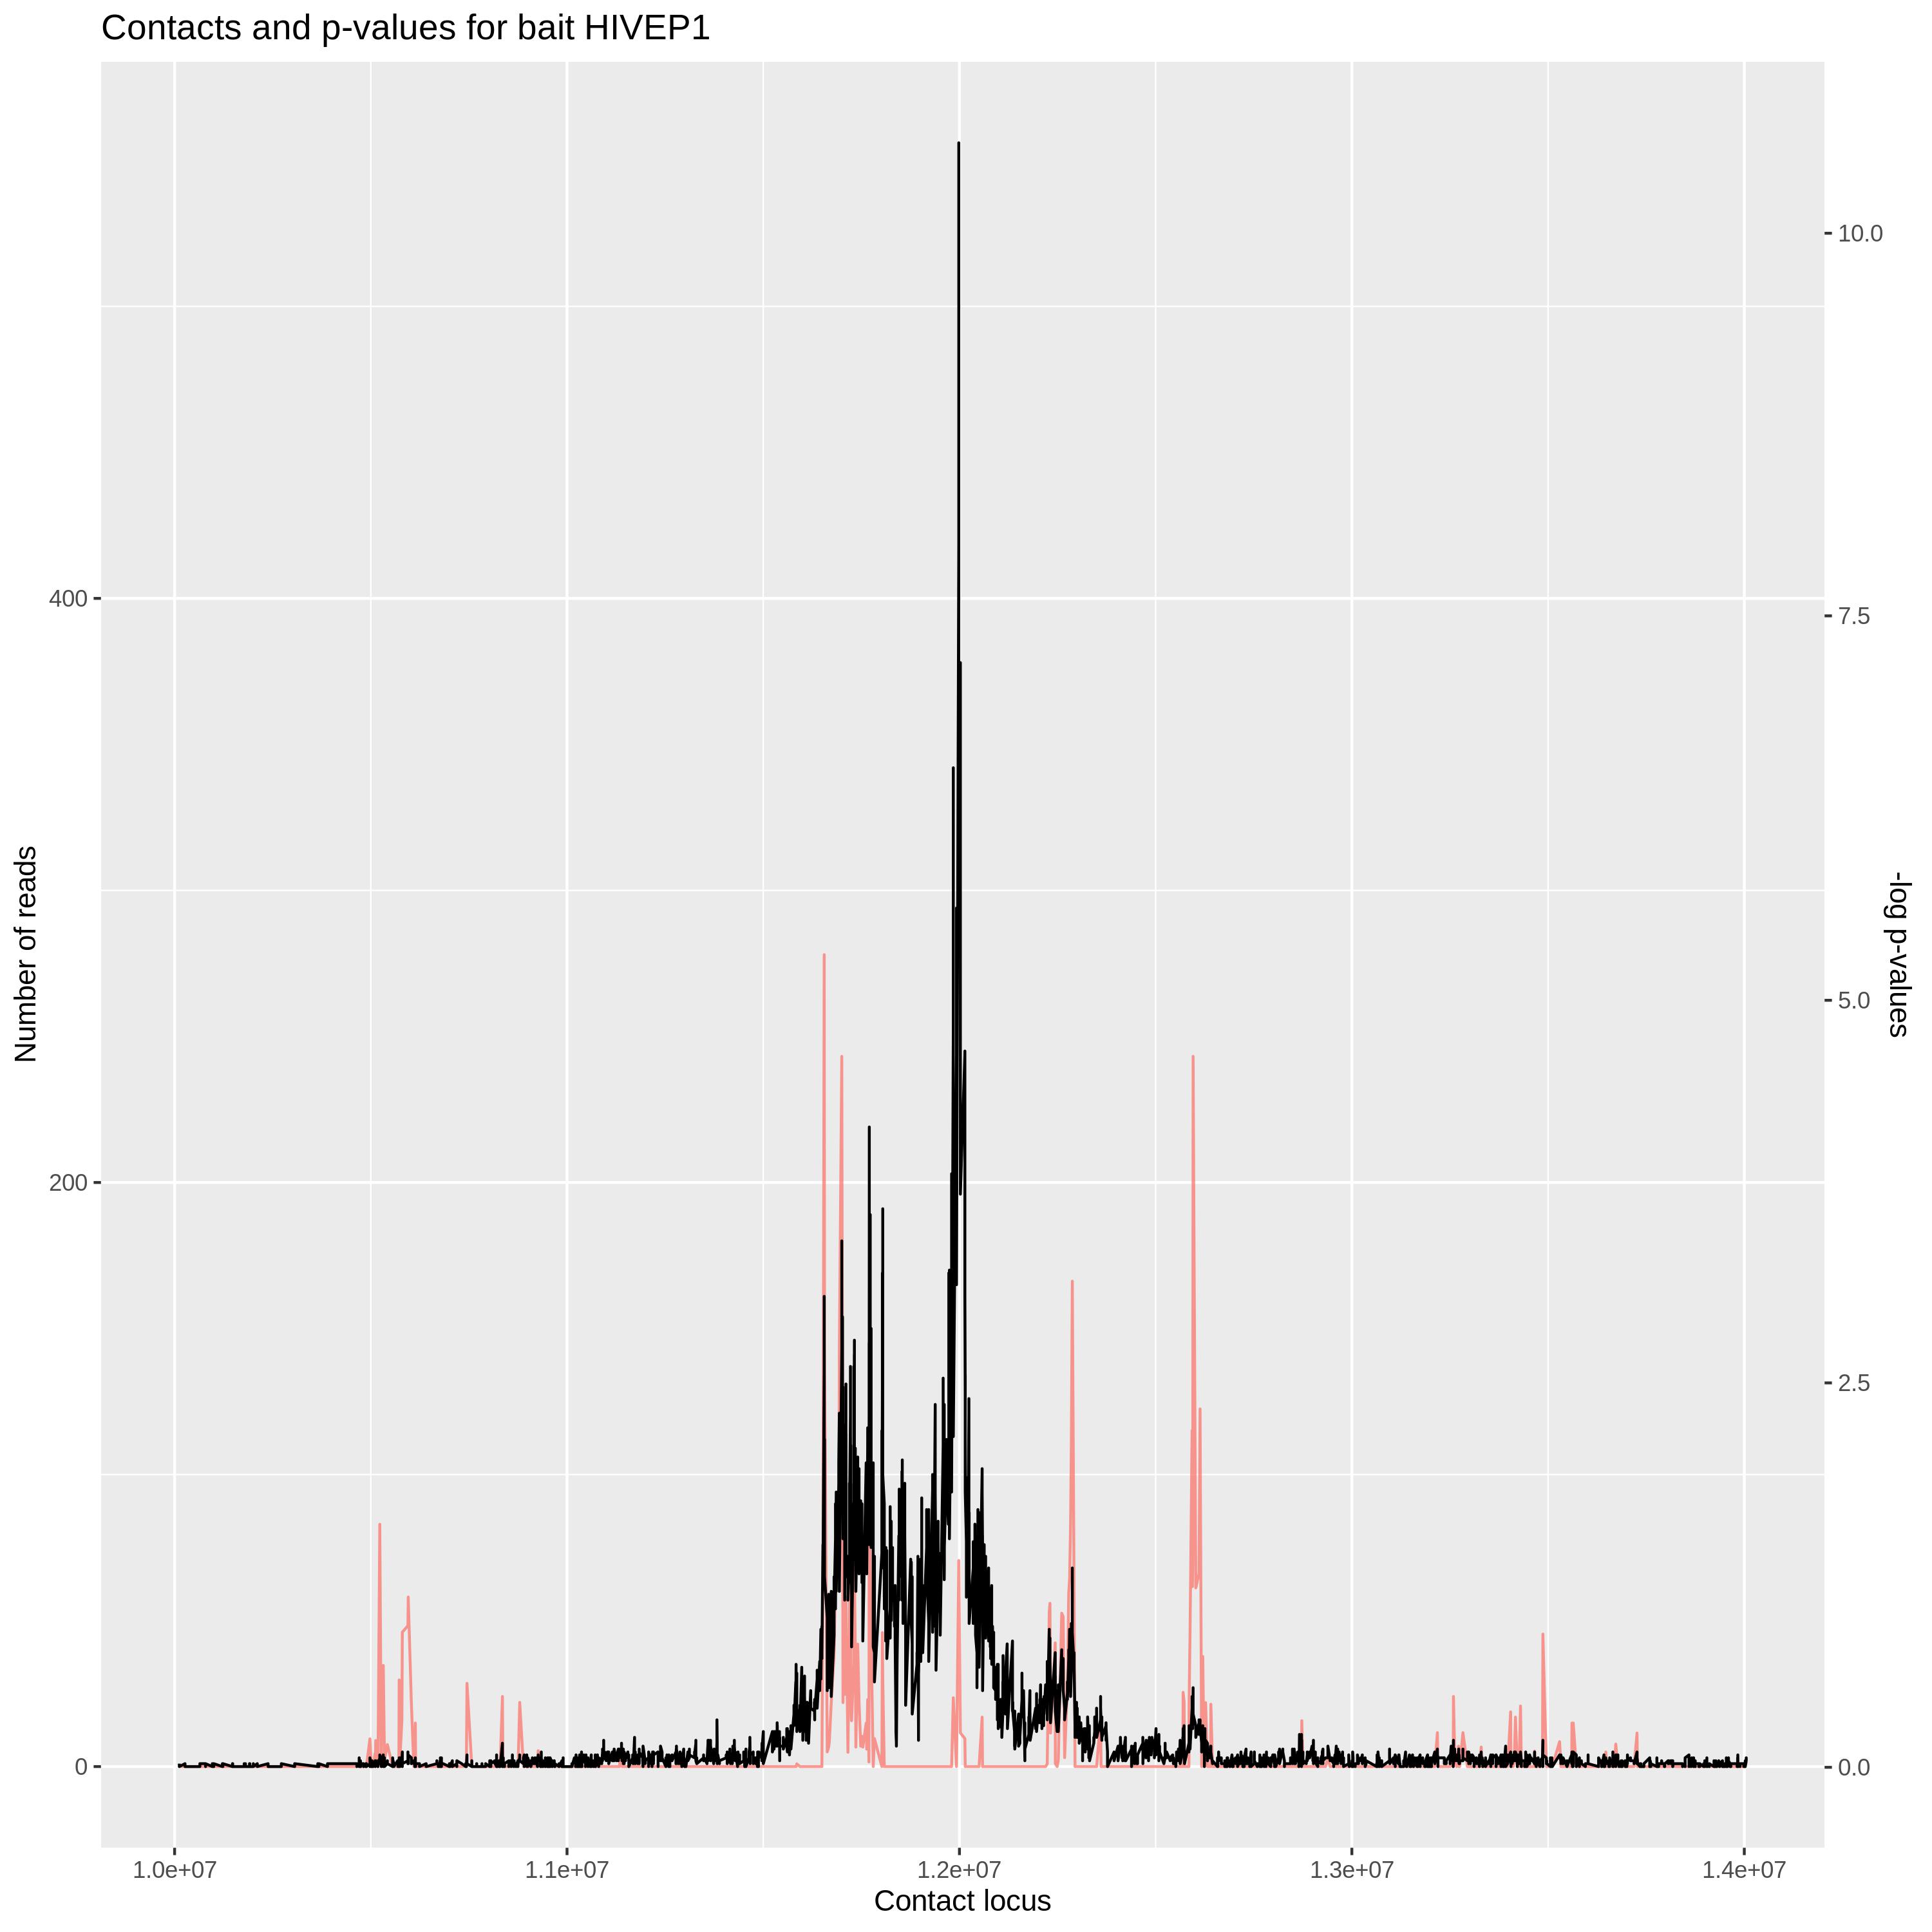 Contacts and p-values for bait HIVEP1
Number of reads
400
200
0
10.0
7.5
5.0
2.5
0.0
-log p-values
1.0e+07
1.1e+07
1.2e+07
1.3e+07
1.4e+07
Contact locus